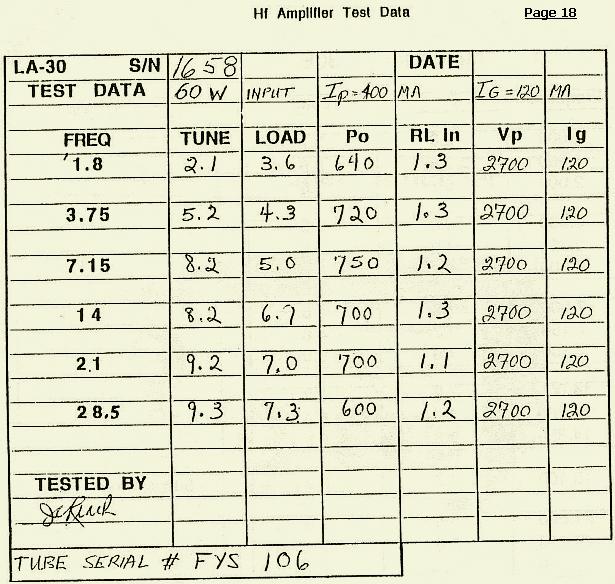 Hf Amplifier Test Data Page 18
LA-30 S/N 1658 DATE
TEST DATA 60 W INPUT Ip=400 MA IG=120 MA
FREQ TUNE LOAD Po RL In Vp Ig
1.8 2.1 3.6 640 1.3 2700 120
3.75 5.2 4.3 720 1.3 2700 120
7.15 8.2 5.0 750 1.2 2700 120
14 8.2 6.7 700 1.3 2700 120
2.1 9.2 7.0 700 1.1 2700 120
28.5 9.3 7.3 600 1.2 2700 120
TESTED BY
TUBE SERIAL # FYS 106